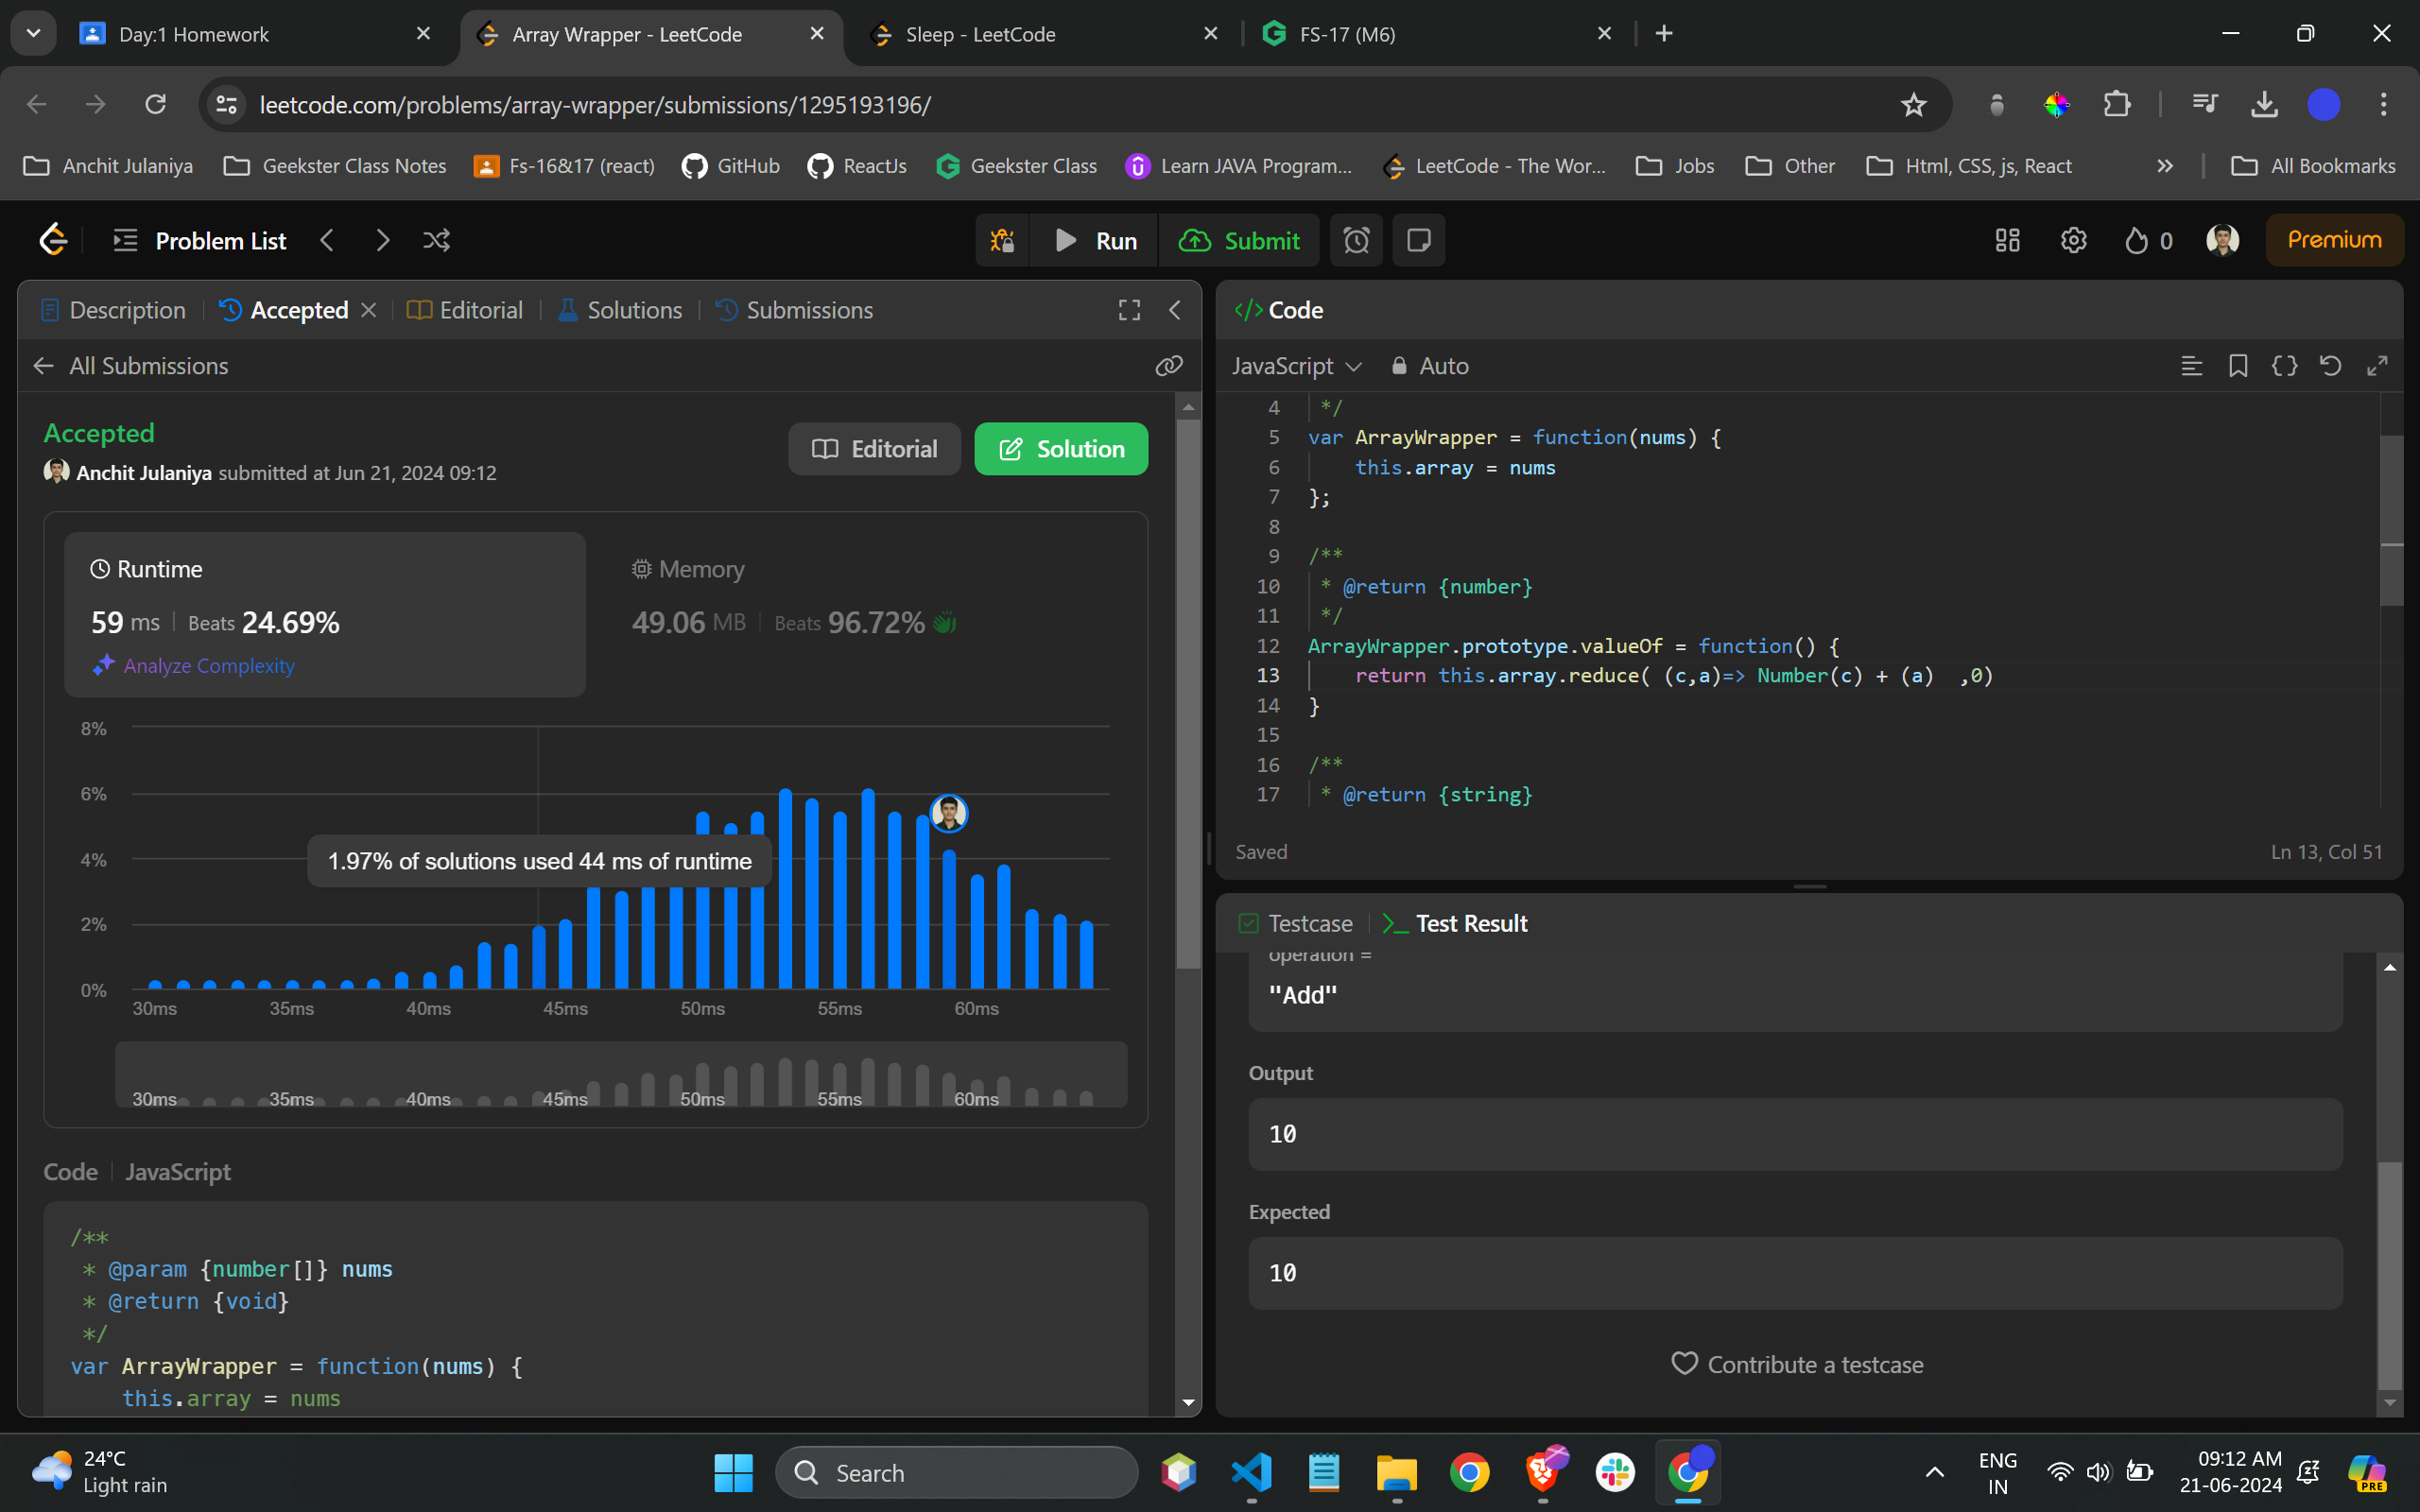 Day:1 Homework
Array Wrapper - LeetCode
Sleep - LeetCode
FS-17 (M6)
leetcode.com/problems/array-wrapper/submissions/1295193196/
Anchit Julaniya
Geekster Class Notes
Fs-16&17 (react)
GitHub
ReactJs
Geekster Class
Learn JAVA Program...
LeetCode - The Wor...
Jobs
Other
Html, CSS, js, React
All Bookmarks
Problem List
Run
Submit
0
Premium
Description
Accepted
Editorial
Solutions
Submissions
All Submissions
Accepted
Anchit Julaniya submitted at Jun 21, 2024 09:12
Editorial
Solution
Runtime
59 ms Beats 24.69%
Analyze Complexity
Memory
49.06 MB Beats 96.72%
8%
6%
4%
2%
0%
1.97% of solutions used 44 ms of runtime
30ms 35ms 40ms 45ms 50ms 55ms 60ms
30ms 35ms 40ms 45ms 50ms 55ms 60ms
Code JavaScript
/**
* @param {number[]} nums
* @return {void}
*/
var ArrayWrapper = function(nums) {
this.array = nums
</> Code
JavaScript
Auto
4 */
5 var ArrayWrapper = function(nums) {
6 this.array = nums
7 };
8
9 /**
10 * @return {number}
11 */
12 ArrayWrapper.prototype.valueOf = function() {
13 return this.array.reduce( (c,a)=> Number(c) + (a)  ,0)
14 }
15
16 /**
17 * @return {string}
Saved
Ln 13, Col 51
Testcase
Test Result
operation =
"Add"
Output
10
Expected
10
Contribute a testcase
24°C
Light rain
Search
ENG
IN
09:12 AM
21-06-2024
PRE